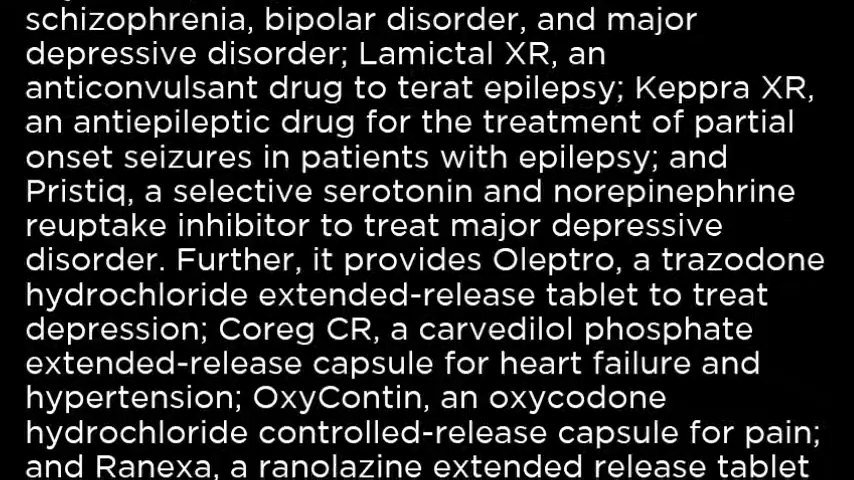 schizophrenia, bipolar disorder, and major
depressive disorder; Lamictal XR, an
anticonvulsant drug to terat epilepsy; Keppra XR,
an antiepileptic drug for the treatment of partial
onset seizures in patients with epilepsy; and
Pristiq, a selective serotonin and norepinephrine
reuptake inhibitor to treat major depressive
disorder. Further, it provides Oleptro, a trazodone
hydrochloride extended-release tablet to treat
depression; Coreg CR, a carvedilol phosphate
extended-release capsule for heart failure and
hypertension; OxyContin, an oxycodone
hydrochloride controlled-release capsule for pain;
and Ranexa, a ranolazine extended release tablet